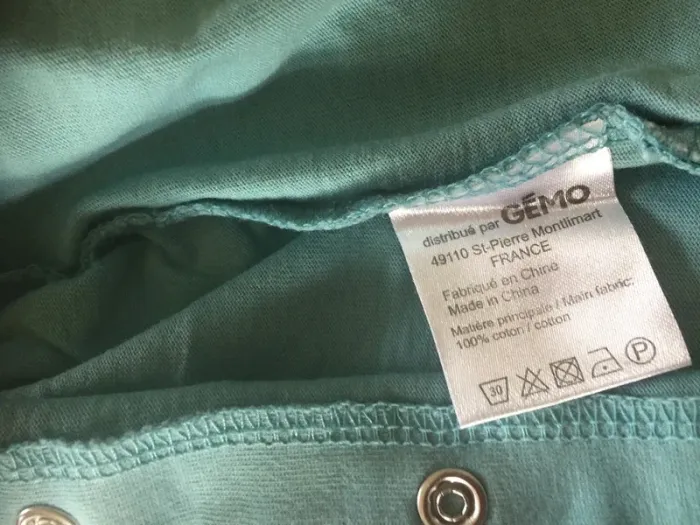 distribué par GÉMO
49110 St-Pierre Montlimart
FRANCE
Fabriqué en Chine
Made in China
Matière principale / Main fabric:
100% coton / cotton
30 P